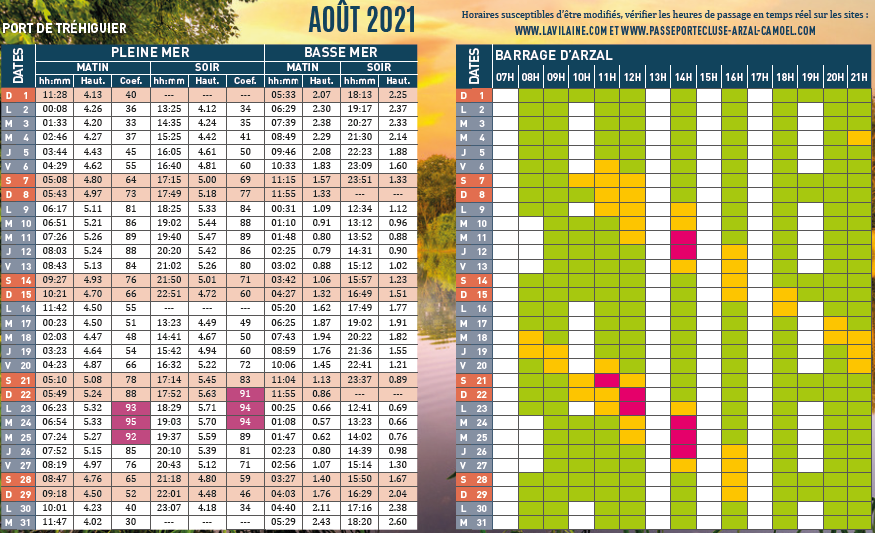 PORT DE TRÉHIGUIER
AOÛT 2021
Horaires susceptibles d'être modifiés, vérifier les heures de passage en temps réel sur les sites :
WWW.LAVILAINE.COM ET WWW.PASSEPORTECLUSE-ARZAL-CAMOEL.COM
DATES PLEINE MER BASSE MER DATES BARRAGE D'ARZAL
MATIN SOIR MATIN SOIR
hh:mm Haut. Coef. hh:mm Haut. Coef. hh:mm Haut. hh:mm Haut. 07H 08H 09H 10H 11H 12H 13H 14H 15H 16H 17H 18H 19H 20H 21H
D 1 11:28 4.13 40 --- --- --- 05:33 2.07 18:13 2.25 D 1
L 2 00:08 4.26 36 13:25 4.12 34 06:29 2.30 19:17 2.37 L 2
M 3 01:33 4.20 33 14:35 4.24 35 07:39 2.38 20:27 2.33 M 3
M 4 02:46 4.27 37 15:25 4.42 41 08:49 2.29 21:30 2.14 M 4
J 5 03:44 4.43 45 16:05 4.61 50 09:46 2.08 22:23 1.88 J 5
V 6 04:29 4.62 55 16:40 4.81 60 10:33 1.83 23:09 1.60 V 6
S 7 05:08 4.80 64 17:15 5.00 69 11:15 1.57 23:51 1.33 S 7
D 8 05:43 4.97 73 17:49 5.18 77 11:55 1.33 --- --- D 8
L 9 06:17 5.11 81 18:25 5.33 84 00:31 1.09 12:34 1.12 L 9
M 10 06:51 5.21 86 19:02 5.44 88 01:10 0.91 13:12 0.96 M 10
M 11 07:26 5.26 89 19:40 5.47 89 01:48 0.80 13:52 0.88 M 11
J 12 08:03 5.24 88 20:20 5.42 86 02:25 0.79 14:31 0.90 J 12
V 13 08:43 5.13 84 21:02 5.26 80 03:02 0.88 15:12 1.02 V 13
S 14 09:27 4.93 76 21:50 5.01 71 03:42 1.06 15:57 1.23 S 14
D 15 10:21 4.70 66 22:51 4.72 60 04:27 1.32 16:49 1.51 D 15
L 16 11:42 4.50 55 --- --- --- 05:20 1.62 17:49 1.77 L 16
M 17 00:23 4.50 51 13:23 4.49 49 06:25 1.87 19:02 1.91 M 17
M 18 02:03 4.47 48 14:41 4.67 50 07:43 1.94 20:22 1.82 M 18
J 19 03:23 4.64 54 15:42 4.94 60 08:59 1.76 21:36 1.55 J 19
V 20 04:23 4.87 66 16:32 5.22 72 10:06 1.45 22:41 1.21 V 20
S 21 05:10 5.08 78 17:14 5.45 83 11:04 1.13 23:37 0.89 S 21
D 22 05:49 5.24 88 17:52 5.63 91 11:55 0.86 --- --- D 22
L 23 06:23 5.32 93 18:29 5.71 94 00:25 0.66 12:41 0.69 L 23
M 24 06:54 5.33 95 19:03 5.70 94 01:08 0.57 13:23 0.66 M 24
M 25 07:24 5.27 92 19:37 5.59 89 01:47 0.62 14:02 0.76 M 25
J 26 07:52 5.15 85 20:10 5.39 81 02:23 0.80 14:39 0.98 J 26
V 27 08:19 4.97 76 20:43 5.12 71 02:56 1.07 15:14 1.30 V 27
S 28 08:47 4.76 65 21:18 4.80 59 03:27 1.40 15:50 1.67 S 28
D 29 09:18 4.50 52 22:01 4.48 46 04:03 1.76 16:29 2.04 D 29
L 30 10:01 4.23 40 23:07 4.18 34 04:40 2.11 17:16 2.38 L 30
M 31 11:47 4.02 30 --- --- --- 05:29 2.43 18:20 2.60 M 31